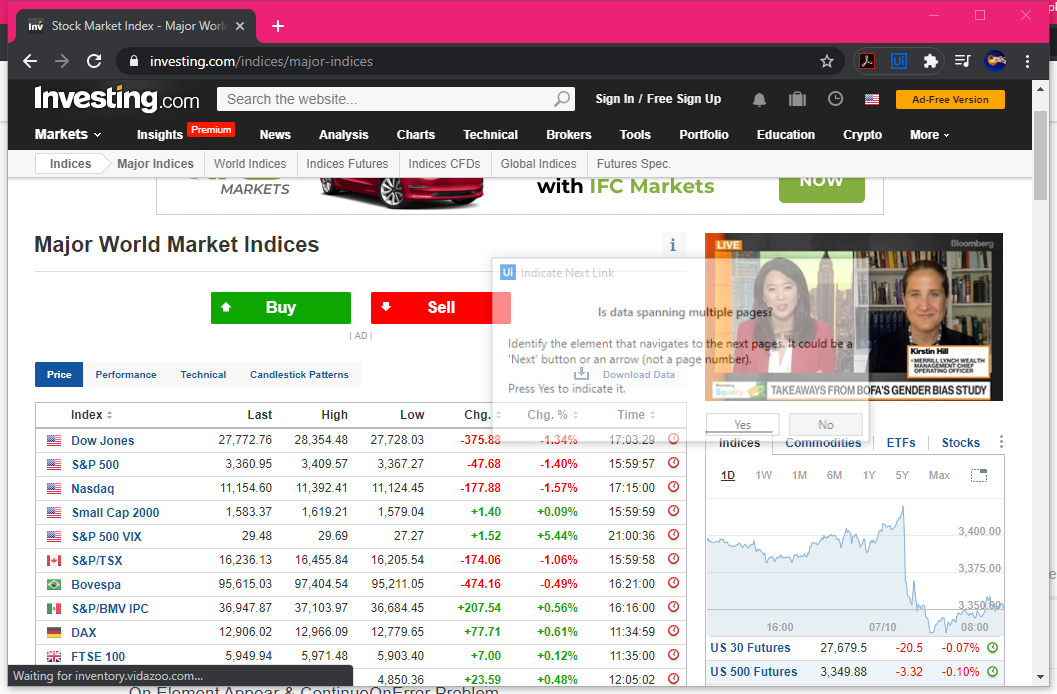 Stock Market Index - Major Worl
investing.com/indices/major-indices
Investing.com
Search the website...
Sign In / Free Sign Up
Ad-Free Version
Markets
Insights
Premium
News
Analysis
Charts
Technical
Brokers
Tools
Portfolio
Education
Crypto
More
Indices
Major Indices
World Indices
Indices Futures
Indices CFDs
Global Indices
Futures Spec.
MARKETS
with IFC Markets
NOW
Major World Market Indices
i
Buy
Sell
| AD |
Ui Indicate Next Link
Is data spanning multiple pages?
Identify the element that navigates to the next pages. It could be a
'Next' button or an arrow (not a page number).
Press Yes to indicate it.
Yes
No
Download Data
LIVE
Bloomberg
Kirstin Hill
MERRILL LYNCH WEALTH
MANAGEMENT CHIEF
OPERATING OFFICER
Bloomberg
Equality
TAKEAWAYS FROM BOFA'S GENDER BIAS STUDY
Price
Performance
Technical
Candlestick Patterns
Index Last High Low Chg. Chg. % Time
Dow Jones 27,772.76 28,354.48 27,728.03 -375.88 -1.34% 17:03:29
S&P 500 3,360.95 3,409.57 3,367.27 -47.68 -1.40% 15:59:57
Nasdaq 11,154.60 11,392.41 11,124.45 -177.88 -1.57% 17:15:00
Small Cap 2000 1,583.37 1,619.21 1,579.04 +1.40 +0.09% 15:59:59
S&P 500 VIX 29.48 29.69 27.27 +1.52 +5.44% 21:00:36
S&P/TSX 16,236.13 16,455.84 16,205.54 -174.06 -1.06% 15:59:58
Bovespa 95,615.03 97,404.54 95,211.05 -474.16 -0.49% 16:21:00
S&P/BMV IPC 36,947.87 37,103.97 36,684.45 +207.54 +0.56% 16:16:00
DAX 12,906.02 12,966.09 12,779.65 +77.71 +0.61% 11:34:59
FTSE 100 5,949.94 5,971.48 5,903.40 +7.00 +0.12% 11:35:00
4,850.36 +23.59 +0.48% 12:05:02
Indices
Commodities
ETFs
Stocks
1D 1W 1M 6M 1Y 5Y Max
3,400.00
3,375.00
3,350.00
16:00 07/10 08:00
US 30 Futures 27,679.5 -20.5 -0.07%
US 500 Futures 3,349.88 -3.32 -0.10%
Waiting for inventory.vidazoo.com...
On Element Appear & ContinueOnError Problem